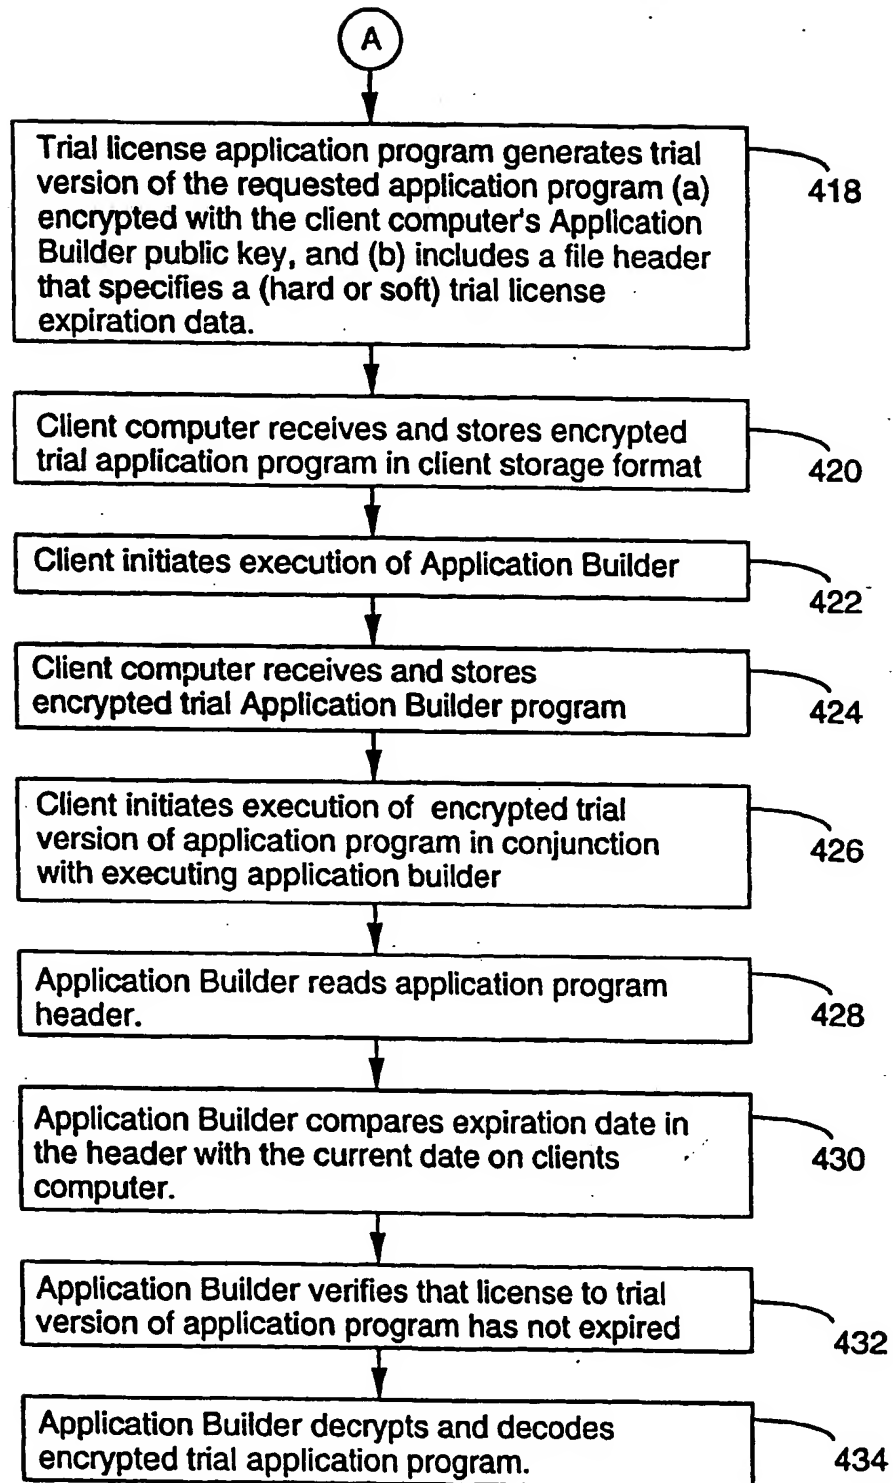 A
Trial license application program generates trial
version of the requested application program (a)
encrypted with the client computer's Application
Builder public key, and (b) includes a file header
that specifies a (hard or soft) trial license
expiration data.
418
Client computer receives and stores encrypted
trial application program in client storage format
420
Client initiates execution of Application Builder
422
Client computer receives and stores
encrypted trial Application Builder program
424
Client initiates execution of encrypted trial
version of application program in conjunction
with executing application builder
426
Application Builder reads application program
header.
428
Application Builder compares expiration date in
the header with the current date on clients
computer.
430
Application Builder verifies that license to trial
version of application program has not expired
432
Application Builder decrypts and decodes
encrypted trial application program.
434